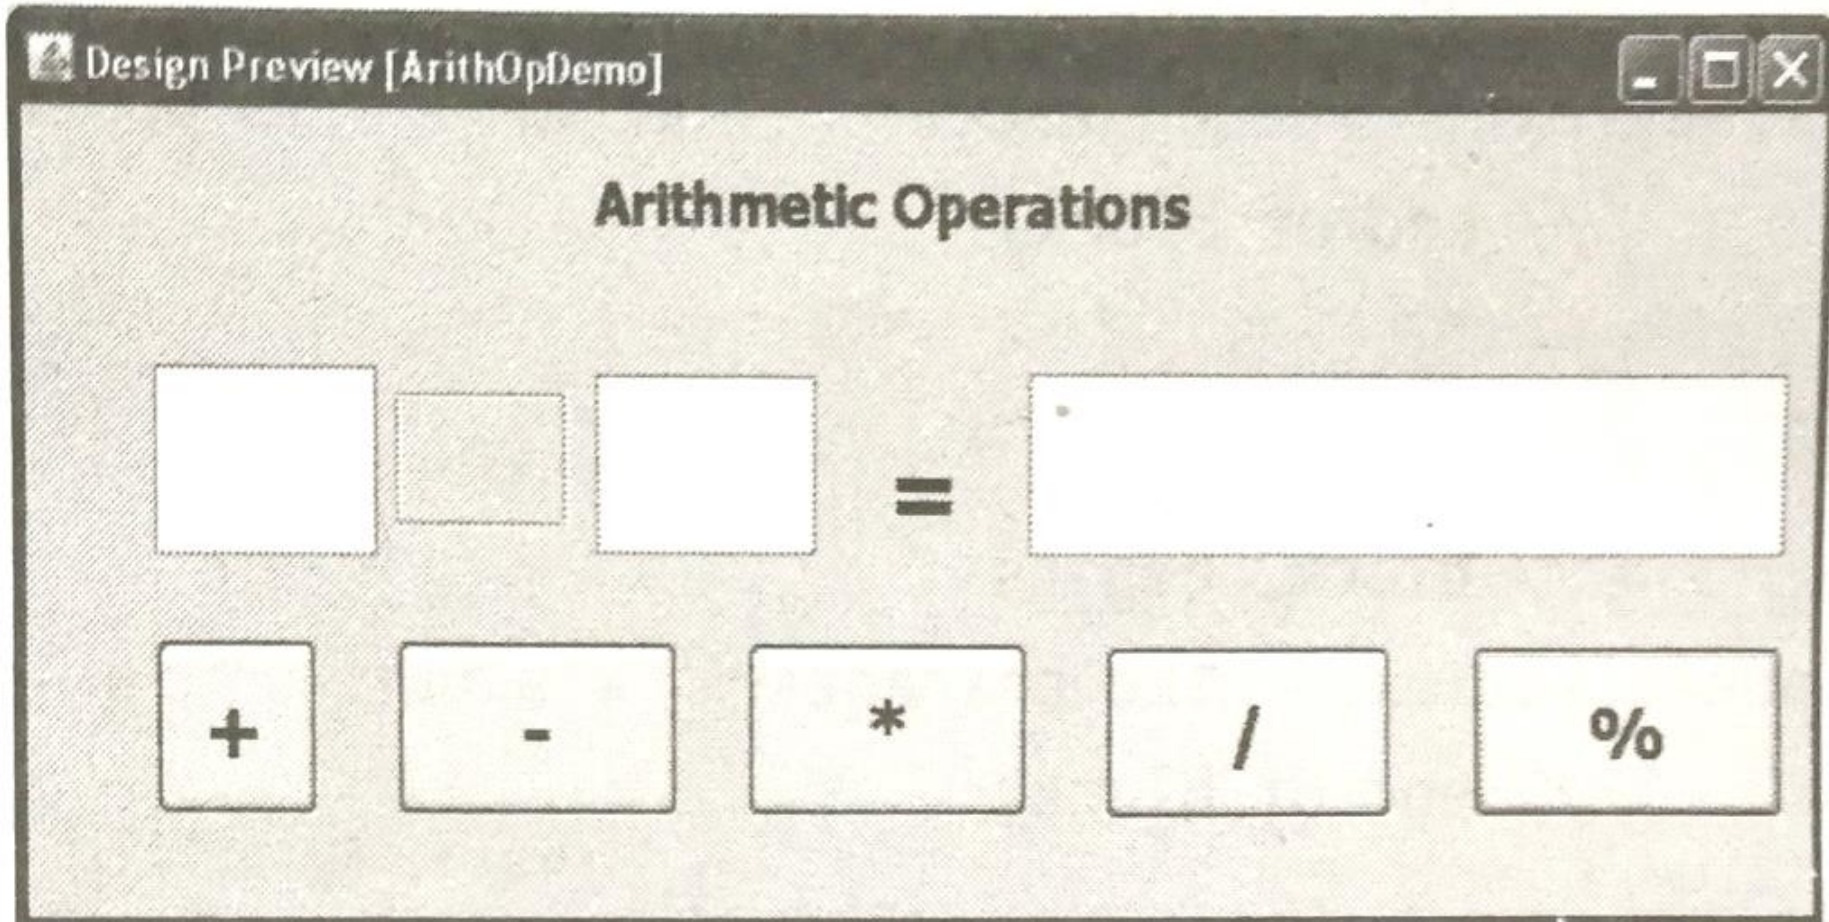 Design Preview [ArithOpDemo]
Arithmetic Operations
=
+ - * / %